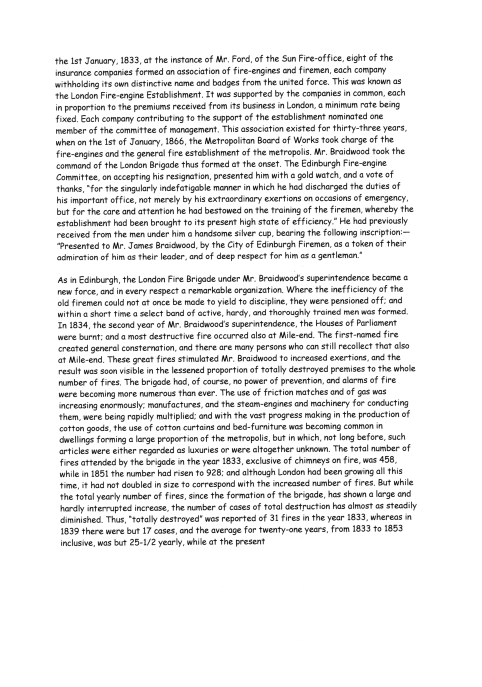 the 1st January, 1833, at the instance of Mr. Ford, of the Sun Fire-office, eight of the
insurance companies formed an association of fire-engines and firemen, each company
withholding its own distinctive name and badges from the united force. This was known as
the London Fire-engine Establishment. It was supported by the companies in common, each
in proportion to the premiums received from its business in London, a minimum rate being
fixed. Each company contributing to the support of the establishment nominated one
member of the committee of management. This association existed for thirty-three years,
when on the 1st of January, 1866, the Metropolitan Board of Works took charge of the
fire-engines and the general fire establishment of the metropolis. Mr. Braidwood took the
command of the London Brigade thus formed at the onset. The Edinburgh Fire-engine
Committee, on accepting his resignation, presented him with a gold watch, and a vote of
thanks, "for the singularly indefatigable manner in which he had discharged the duties of
his important office, not merely by his extraordinary exertions on occasions of emergency,
but for the care and attention he had bestowed on the training of the firemen, whereby the
establishment had been brought to its present high state of efficiency." He had previously
received from the men under him a handsome silver cup, bearing the following inscription:—
"Presented to Mr. James Braidwood, by the City of Edinburgh Firemen, as a token of their
admiration of him as their leader, and of deep respect for him as a gentleman."

As in Edinburgh, the London Fire Brigade under Mr. Braidwood's superintendence became a
new force, and in every respect a remarkable organization. Where the inefficiency of the
old firemen could not at once be made to yield to discipline, they were pensioned off; and
within a short time a select band of active, hardy, and thoroughly trained men was formed.
In 1834, the second year of Mr. Braidwood's superintendence, the Houses of Parliament
were burnt; and a most destructive fire occurred also at Mile-end. The first-named fire
created general consternation, and there are many persons who can still recollect that also
at Mile-end. These great fires stimulated Mr. Braidwood to increased exertions, and the
result was soon visible in the lessened proportion of totally destroyed premises to the whole
number of fires. The brigade had, of course, no power of prevention, and alarms of fire
were becoming more numerous than ever. The use of friction matches and of gas was
increasing enormously; manufactures, and the steam-engines and machinery for conducting
them, were being rapidly multiplied; and with the vast progress making in the production of
cotton goods, the use of cotton curtains and bed-furniture was becoming common in
dwellings forming a large proportion of the metropolis, but in which, not long before, such
articles were either regarded as luxuries or were altogether unknown. The total number of
fires attended by the brigade in the year 1833, exclusive of chimneys on fire, was 458,
while in 1851 the number had risen to 928; and although London had been growing all this
time, it had not doubled in size to correspond with the increased number of fires. But while
the total yearly number of fires, since the formation of the brigade, has shown a large and
hardly interrupted increase, the number of cases of total destruction has almost as steadily
diminished. Thus, "totally destroyed" was reported of 31 fires in the year 1833, whereas in
1839 there were but 17 cases, and the average for twenty-one years, from 1833 to 1853
inclusive, was but 25-1/2 yearly, while at the present